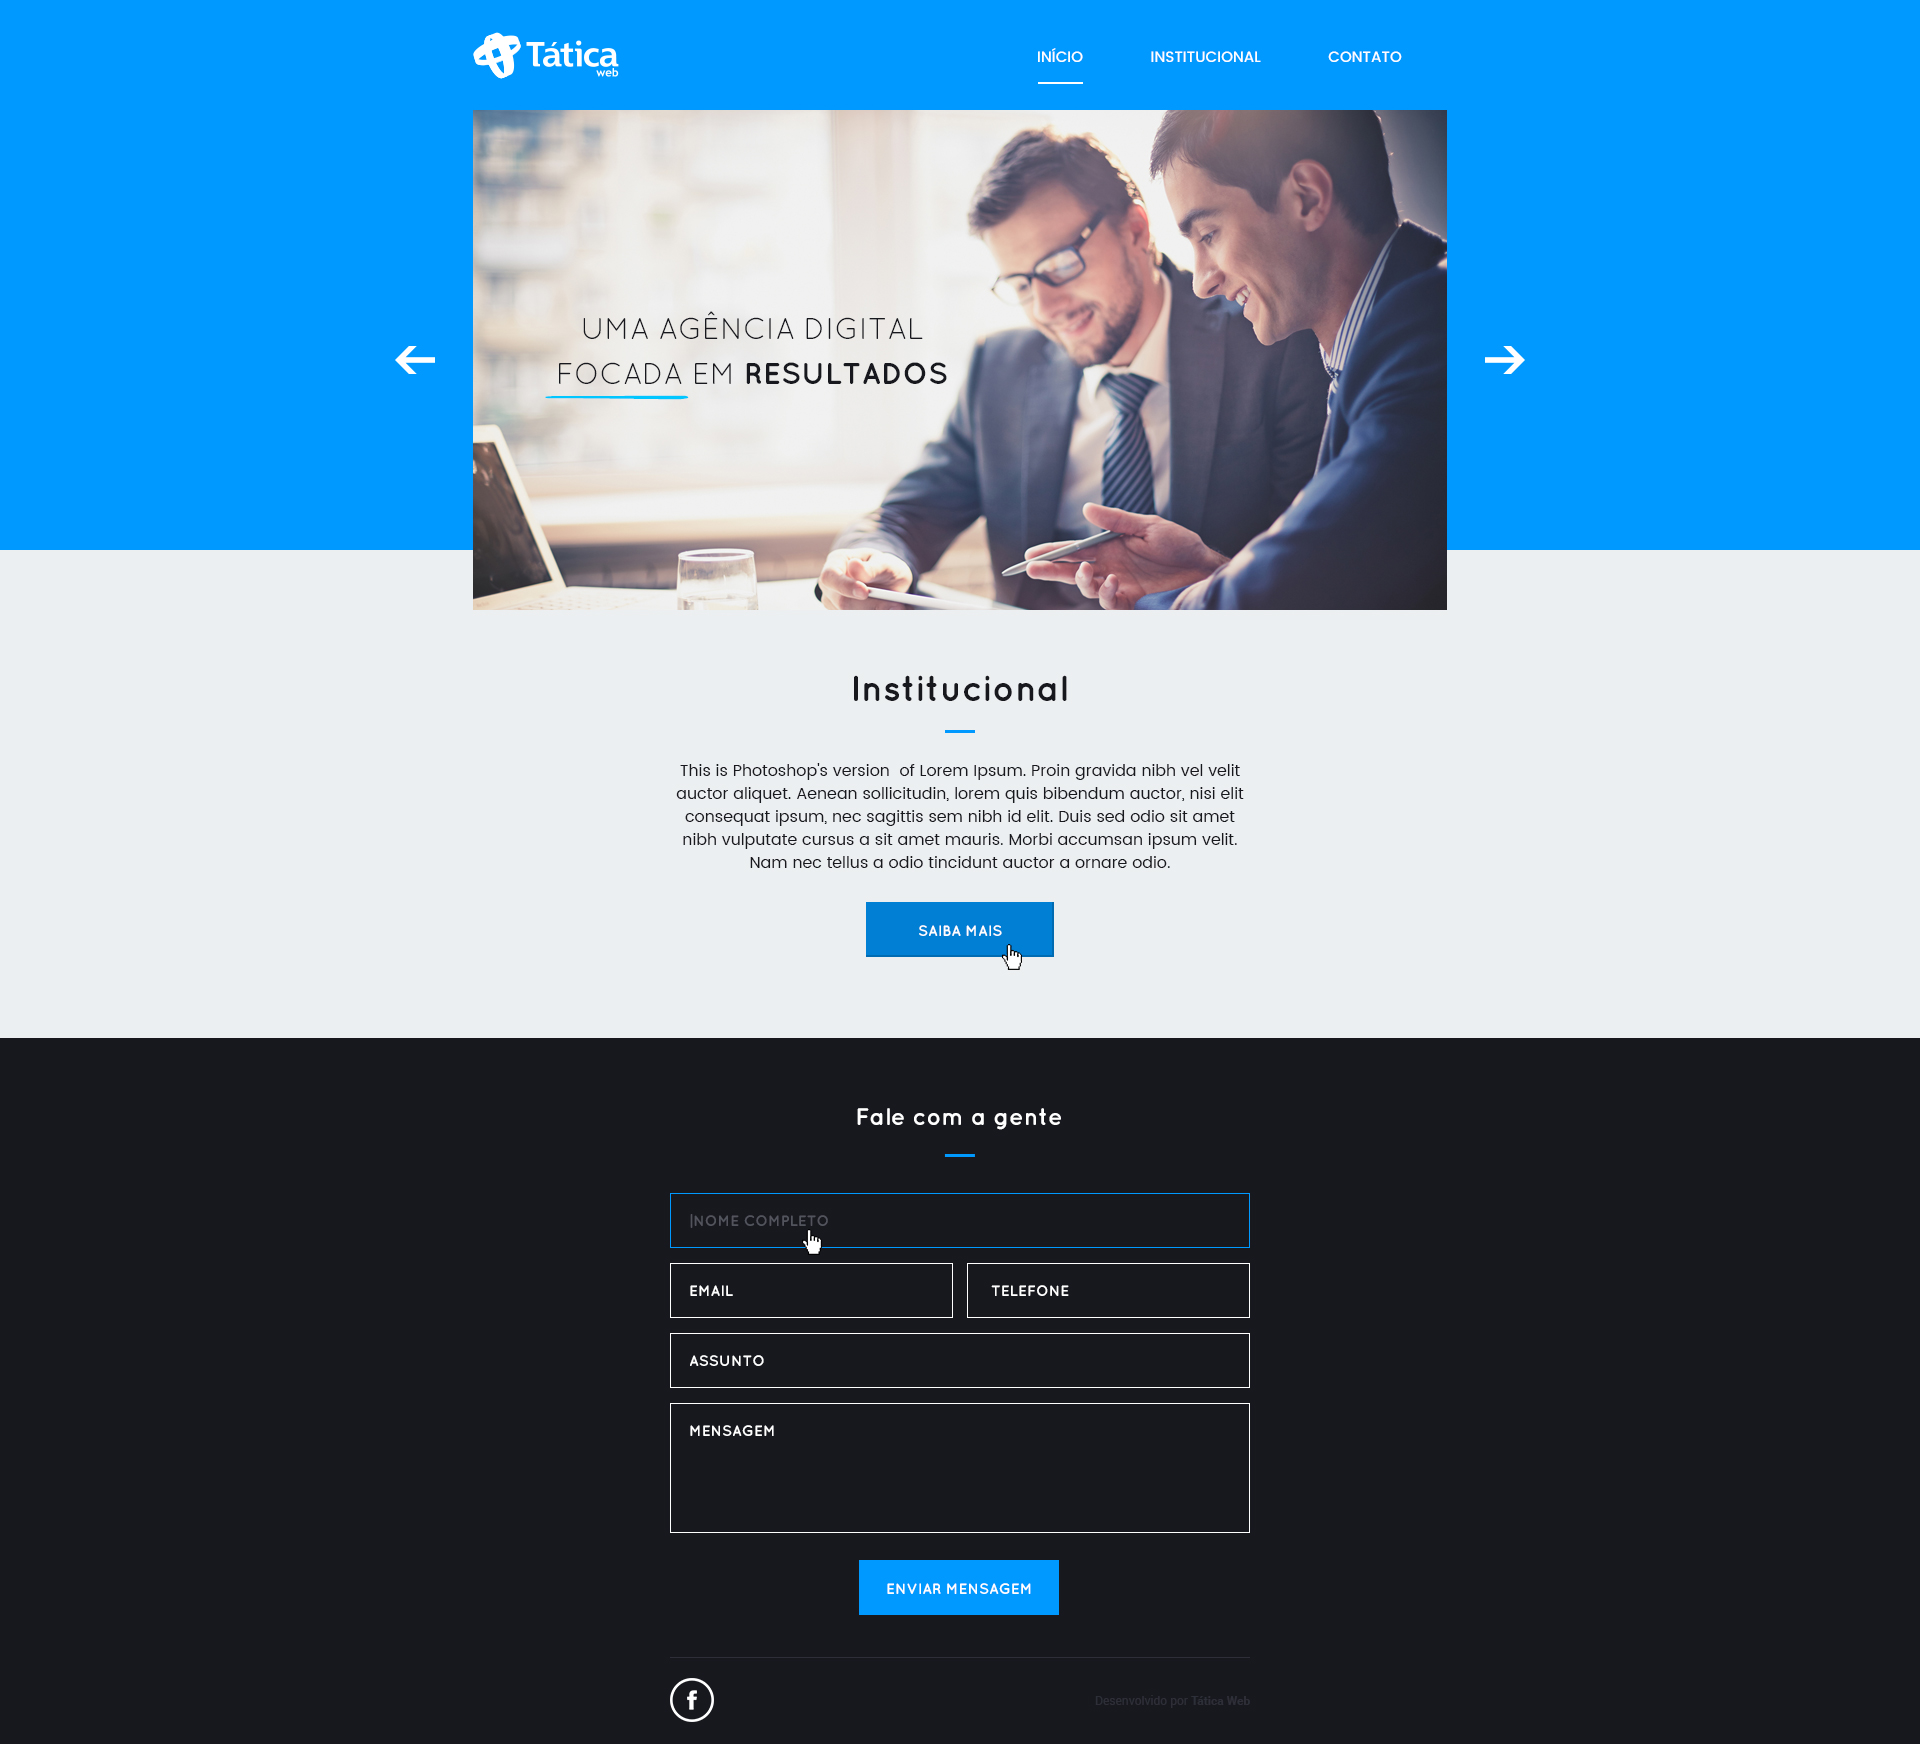 Tática
web
INÍCIO INSTITUCIONAL CONTATO
UMA AGÊNCIA DIGITAL
FOCADA EM RESULTADOS
Institucional
This is Photoshop's version  of Lorem Ipsum. Proin gravida nibh vel velit
auctor aliquet. Aenean sollicitudin, lorem quis bibendum auctor, nisi elit
consequat ipsum, nec sagittis sem nibh id elit. Duis sed odio sit amet
nibh vulputate cursus a sit amet mauris. Morbi accumsan ipsum velit.
Nam nec tellus a odio tincidunt auctor a ornare odio.
SAIBA MAIS
Fale com a gente
|NOME COMPLETO
EMAIL TELEFONE
ASSUNTO
MENSAGEM
ENVIAR MENSAGEM
f
Desenvolvido por Tática Web